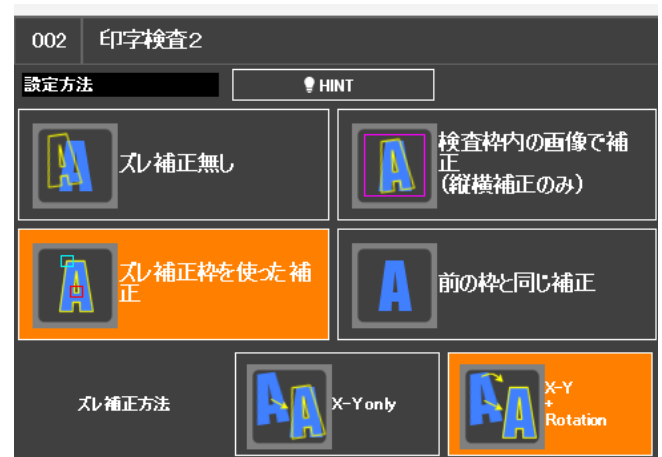 002 印字検査2
設定方法 HINT
ズレ補正無し
検査枠内の画像で補
正
(縦横補正のみ)
ズレ補正枠を使った補
正
前の枠と同じ補正
ズレ補正方法
X-Y only
X-Y
+
Rotation